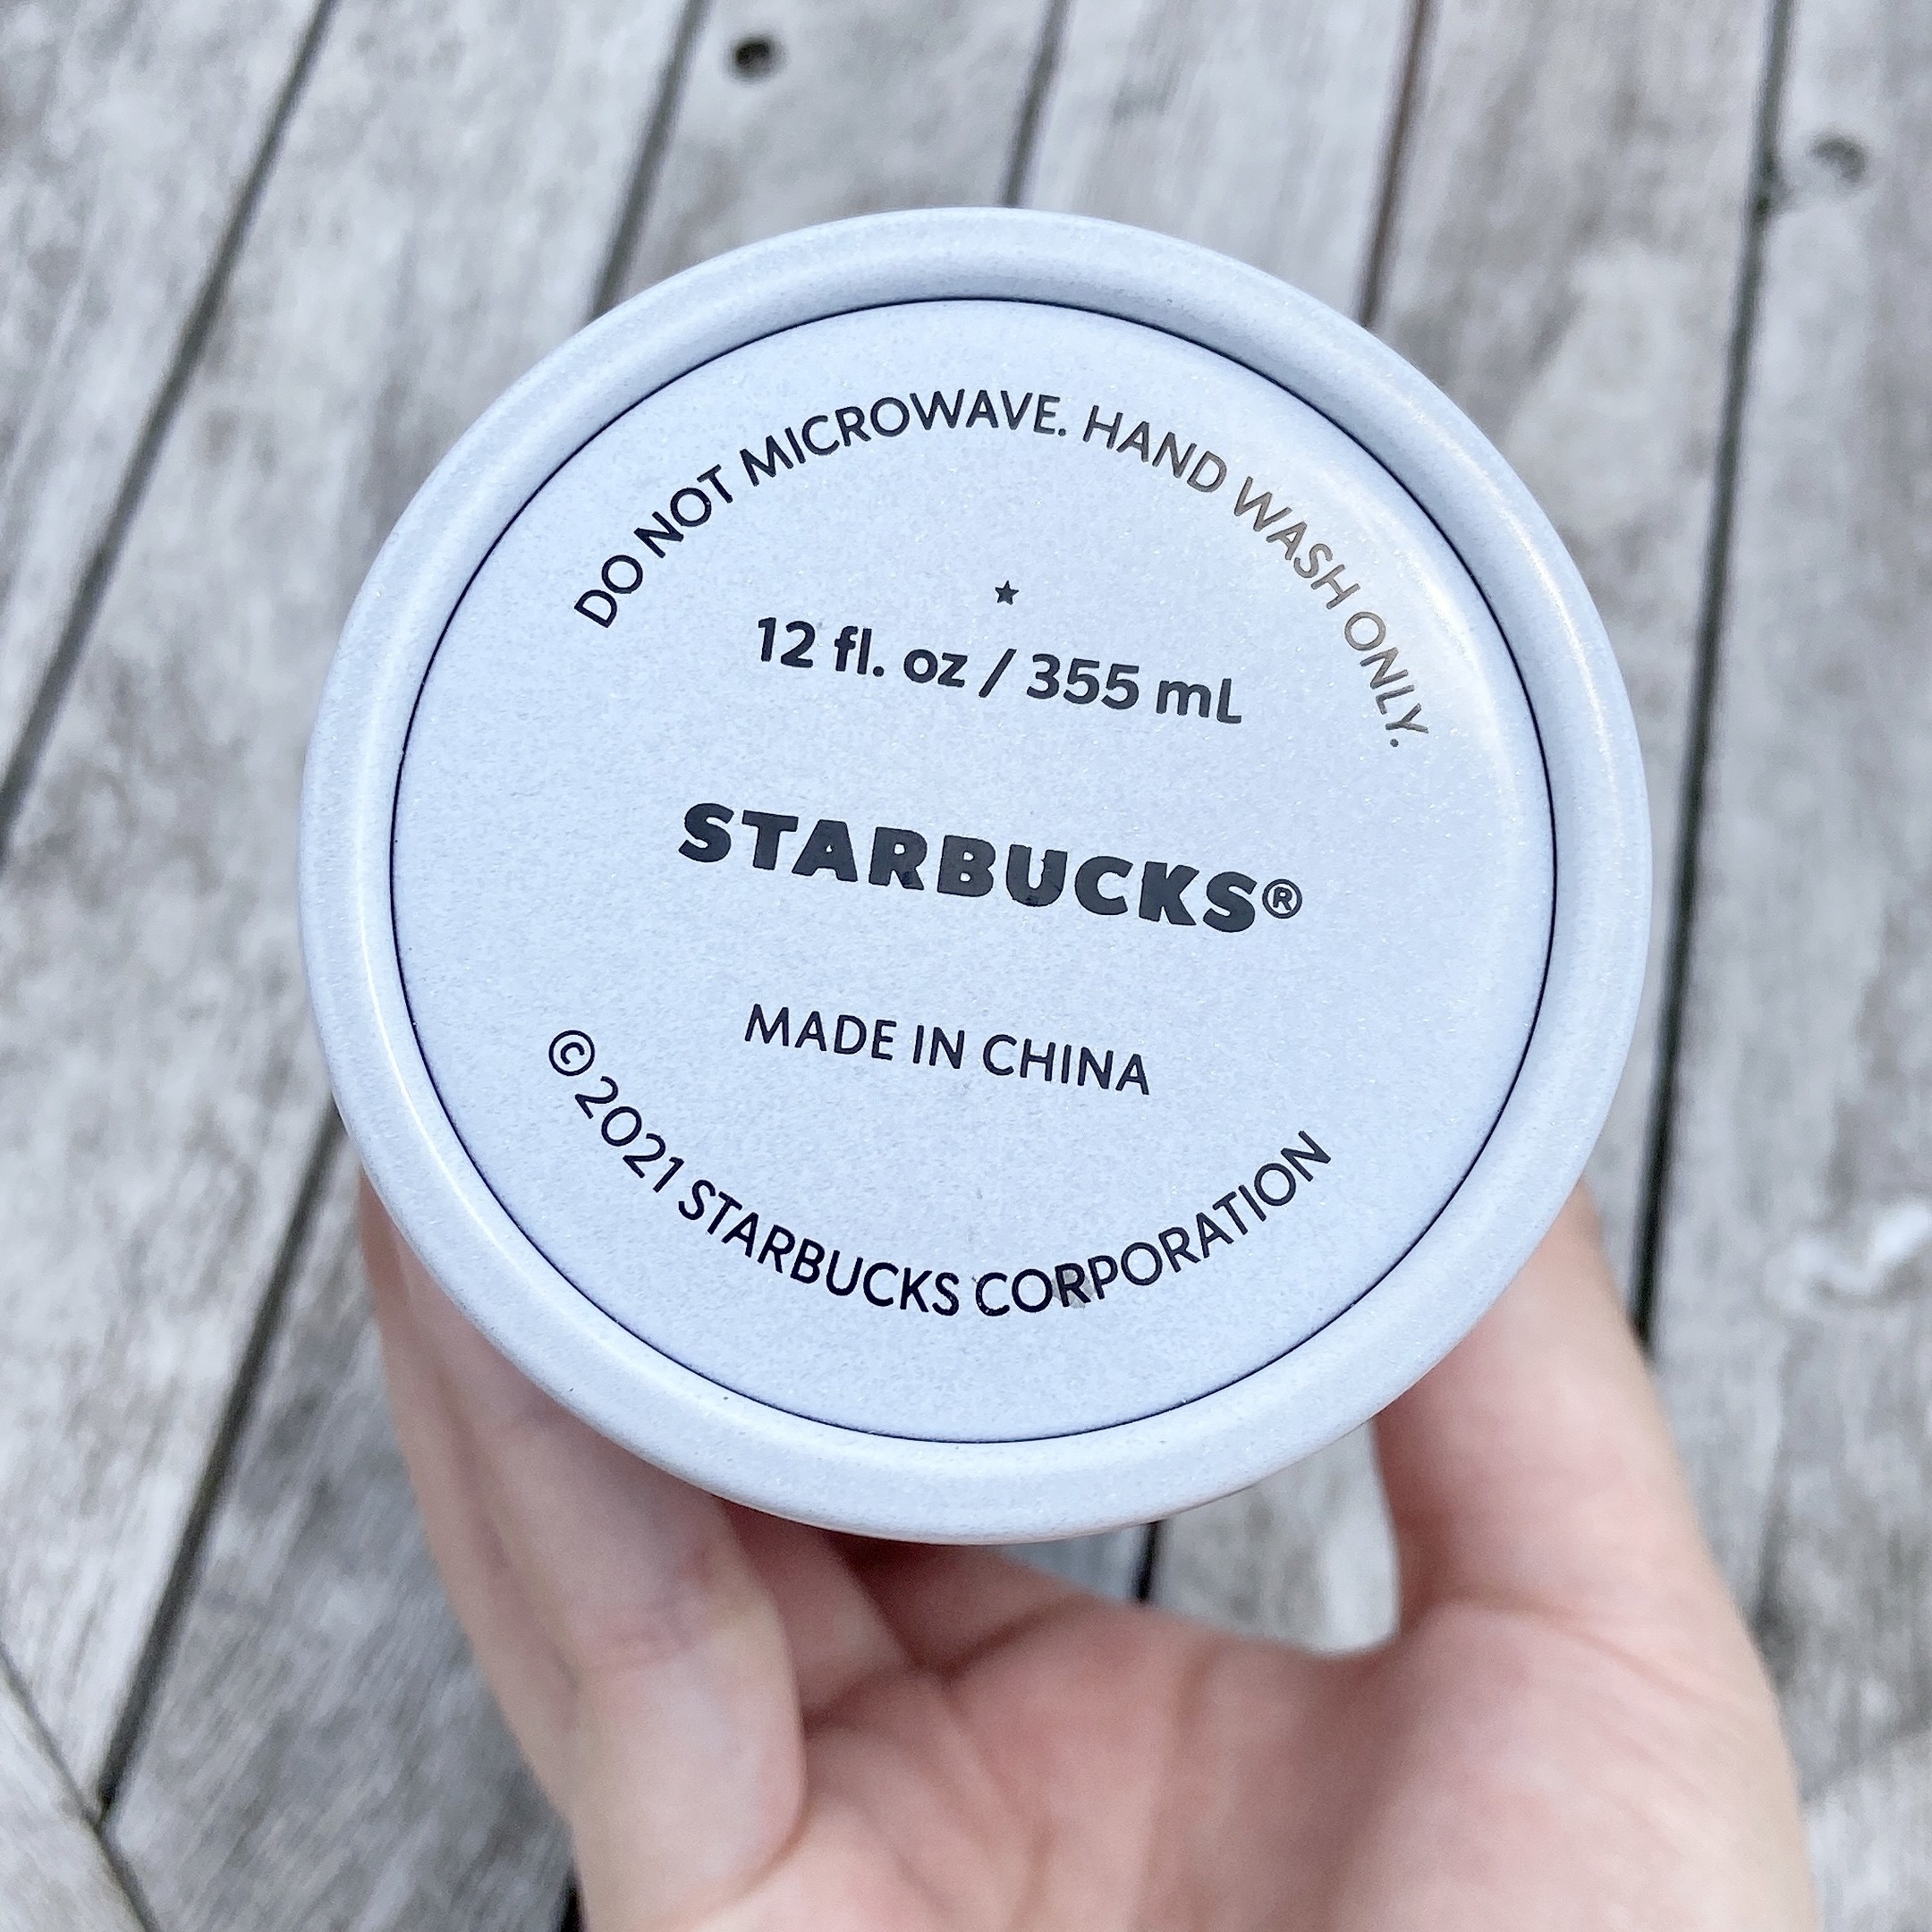 DO NOT MICROWAVE. HAND WASH ONLY.
12 fl. oz / 355 mL
STARBUCKS®
MADE IN CHINA
© 2021 STARBUCKS CORPORATION